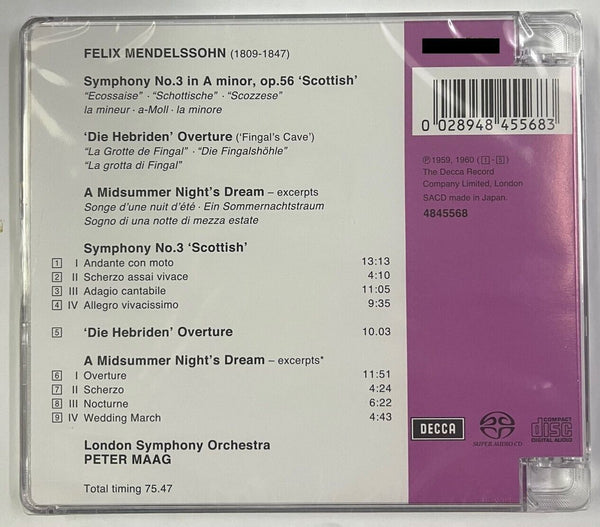 FELIX MENDELSSOHN (1809-1847)
Symphony No.3 in A minor, op.56 ‘Scottish’
“Ecossaise” · “Schottische” · “Scozzese”
la mineur · a-Moll · la minore
‘Die Hebriden’ Overture (‘Fingal’s Cave’)
“La Grotte de Fingal” · “Die Fingalshöhle”
“La grotta di Fingal”
A Midsummer Night’s Dream – excerpts
Songe d’une nuit d’été · Ein Sommernachtstraum
Sogno di una notte di mezza estate
Symphony No.3 ‘Scottish’
1 I Andante con moto 13:13
2 II Scherzo assai vivace 4:10
3 III Adagio cantabile 11:05
4 IV Allegro vivacissimo 9:35
5 ‘Die Hebriden’ Overture 10.03
A Midsummer Night’s Dream – excerpts*
6 I Overture 11:51
7 II Scherzo 4:24
8 III Nocturne 6:22
9 IV Wedding March 4:43
London Symphony Orchestra
PETER MAAG
Total timing 75.47
0 028948 455683
℗ 1959, 1960 (1 - 5)
The Decca Record
Company Limited, London
SACD made in Japan.
4845568
DECCA
SUPER AUDIO CD
COMPACT
disc
DIGITAL AUDIO